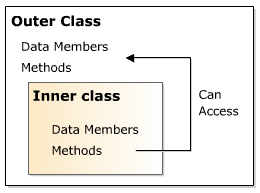 Outer Class
Data Members
Methods
Can
Access
Inner class
Data Members
Methods